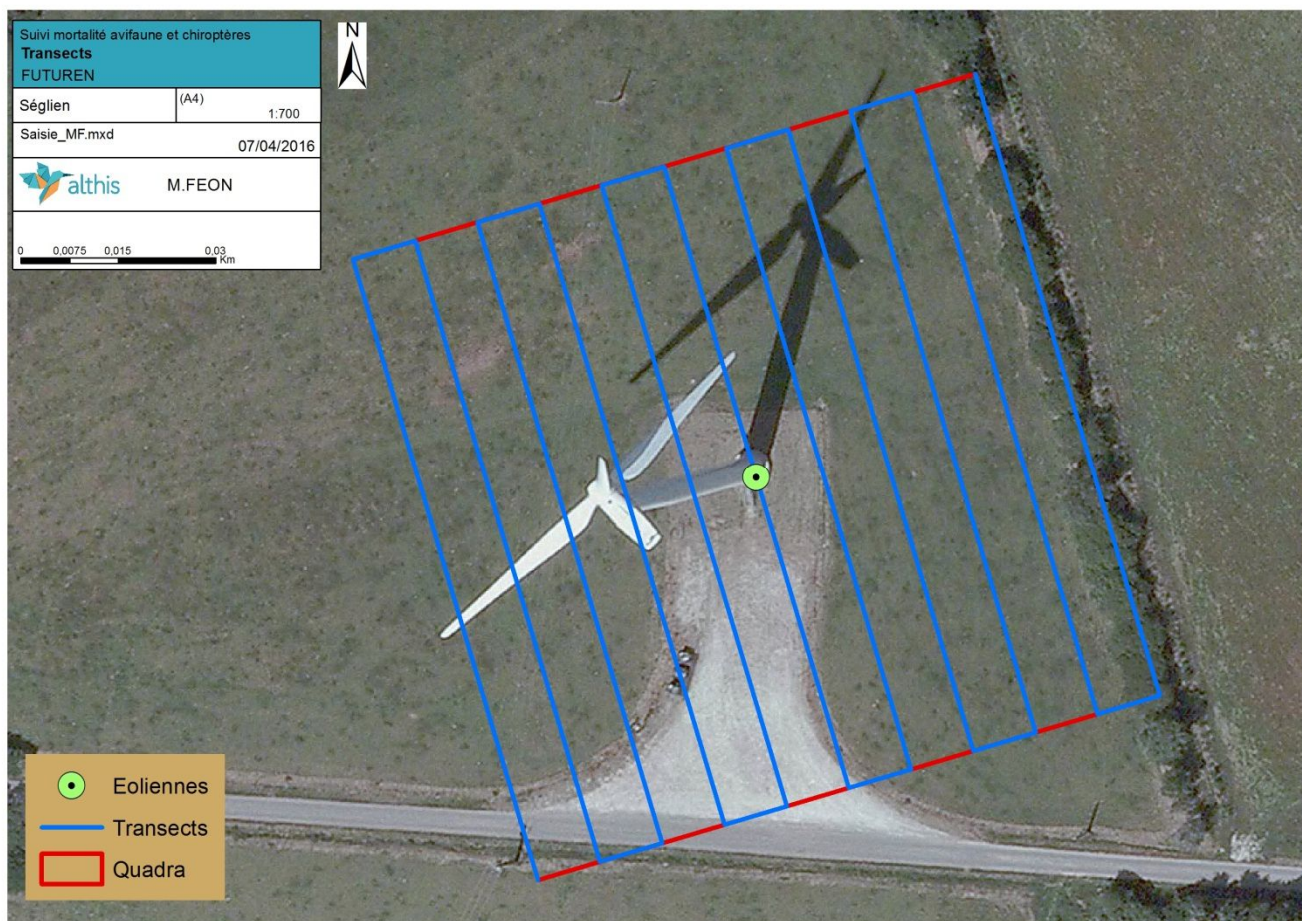 Suivi mortalité avifaune et chiroptères
Transects
FUTUREN
Séglien
(A4)
1:700
Saisie_MF.mxd
07/04/2016
althis
M.FEON
0 0,0075 0,015 0,03
Km
N
Eoliennes
Transects
Quadra